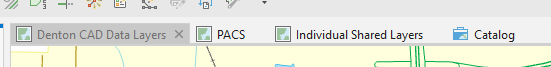 Denton CAD Data Layers PACS Individual Shared Layers Catalog